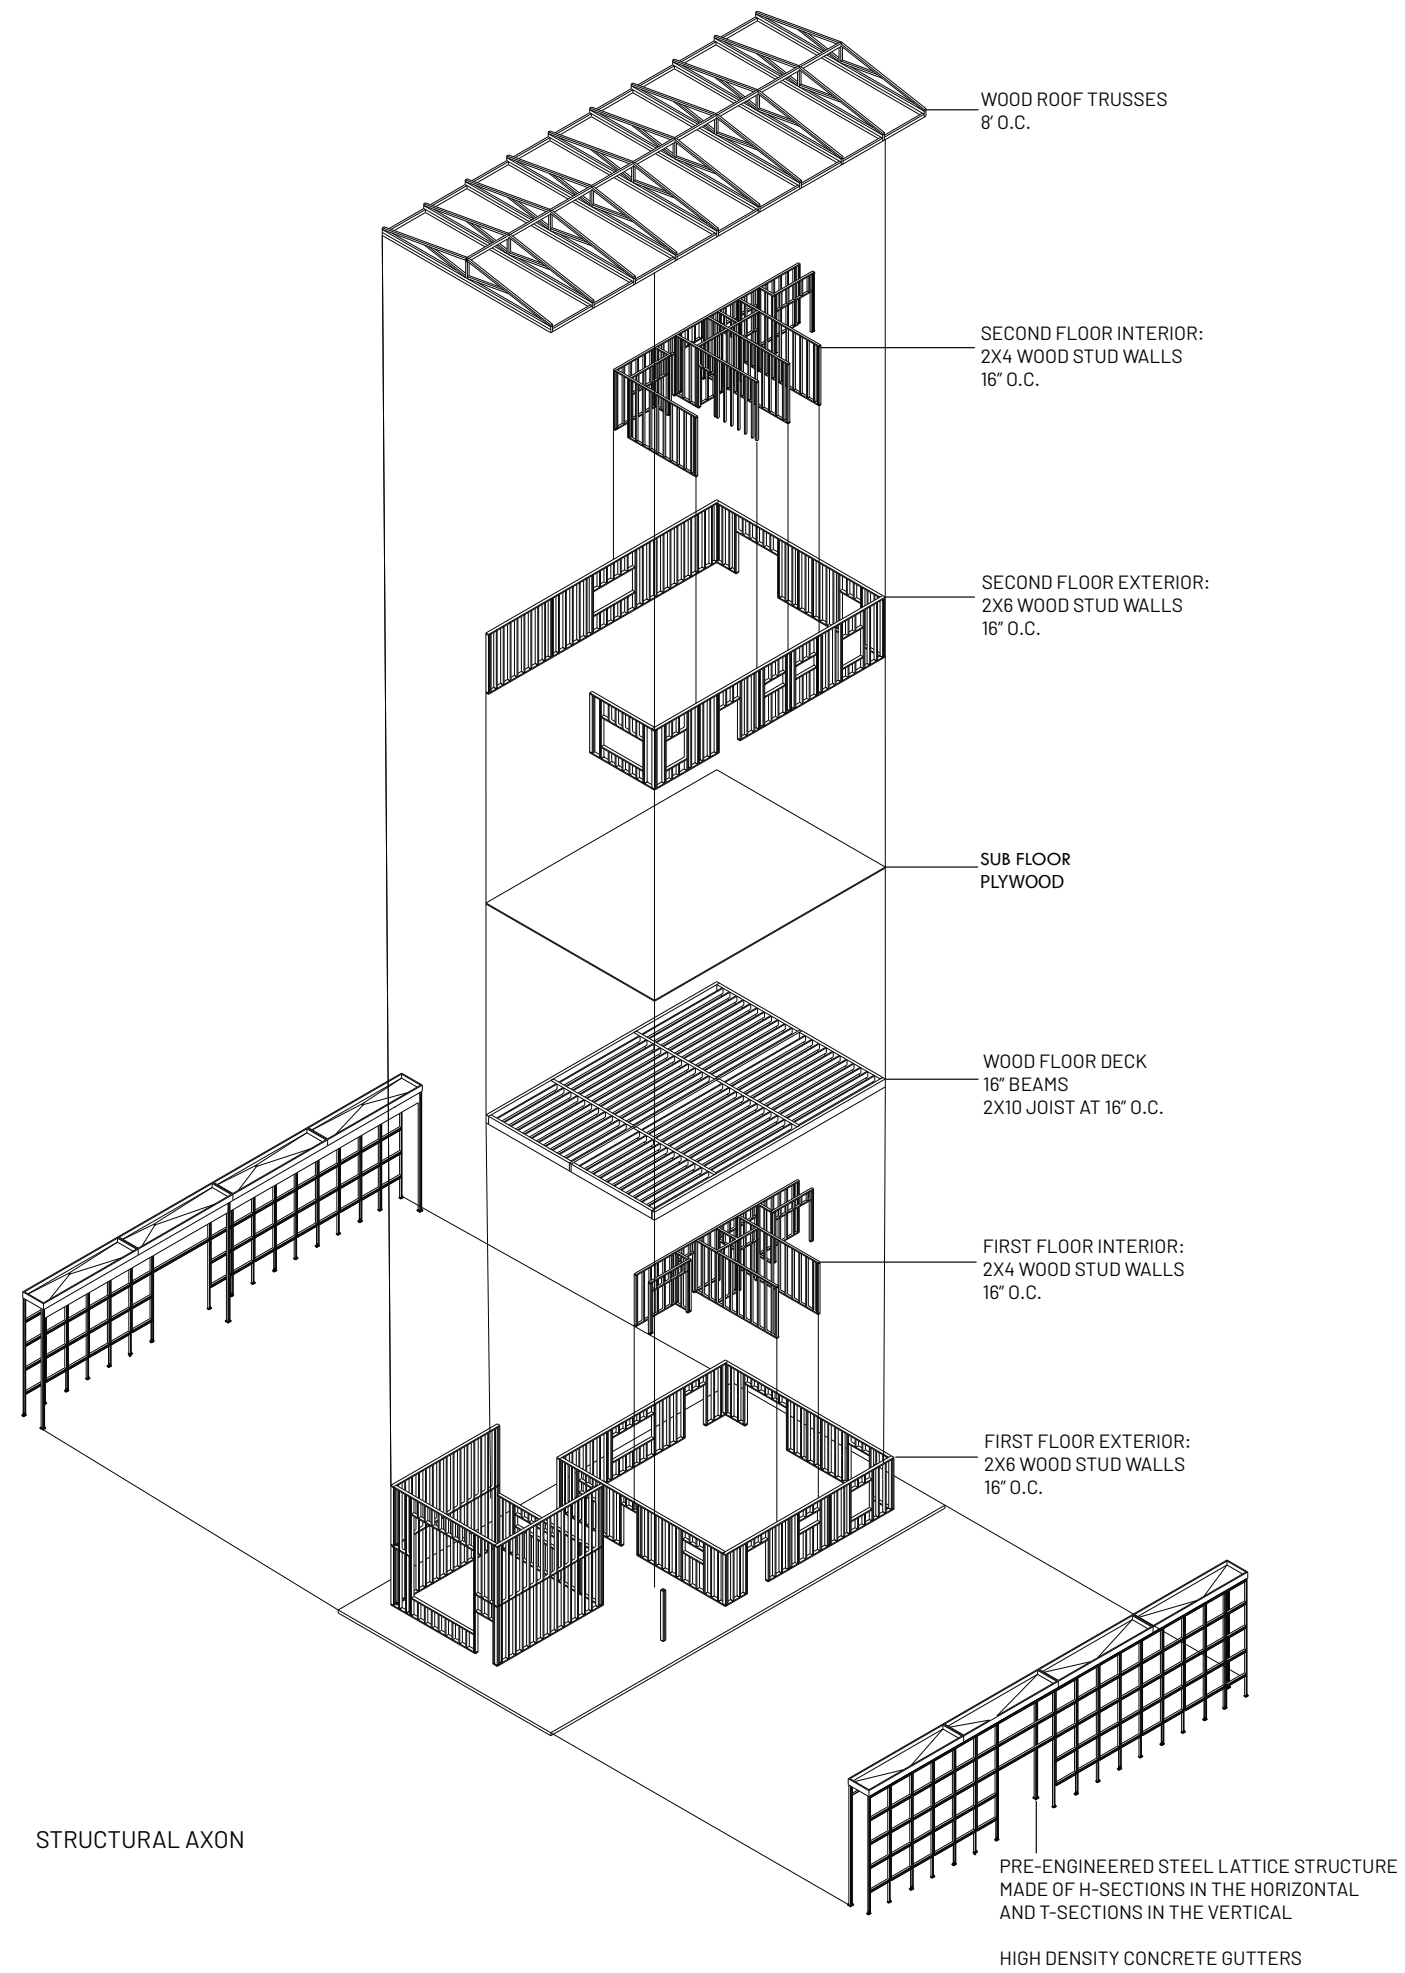 WOOD ROOF TRUSSES
8' O.C.
SECOND FLOOR INTERIOR:
2X4 WOOD STUD WALLS
16" O.C.
SECOND FLOOR EXTERIOR:
2X6 WOOD STUD WALLS
16" O.C.
SUB FLOOR
PLYWOOD
WOOD FLOOR DECK
16" BEAMS
2X10 JOIST AT 16" O.C.
FIRST FLOOR INTERIOR:
2X4 WOOD STUD WALLS
16" O.C.
FIRST FLOOR EXTERIOR:
2X6 WOOD STUD WALLS
16" O.C.
STRUCTURAL AXON
PRE-ENGINEERED STEEL LATTICE STRUCTURE
MADE OF H-SECTIONS IN THE HORIZONTAL
AND T-SECTIONS IN THE VERTICAL
HIGH DENSITY CONCRETE GUTTERS